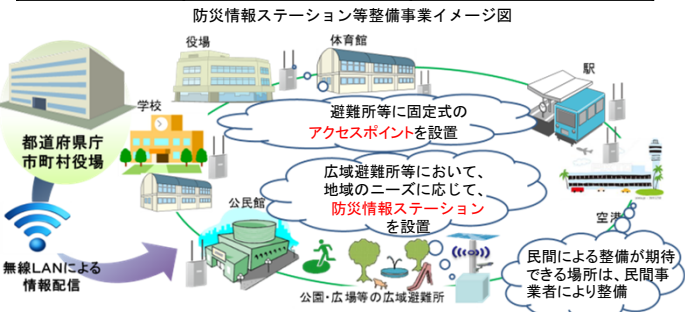 防災情報ステーション等整備事業イメージ図
役場
体育館
駅
学校
避難所等に固定式の
アクセスポイントを設置
都道府県庁
市町村役場
広域避難所等において、
地域のニーズに応じて、
防災情報ステーション
を設置
公民館
空港
無線LANによる
情報配信
公園・広場等の広域避難所
民間による整備が期待
できる場所は、民間事
業者により整備